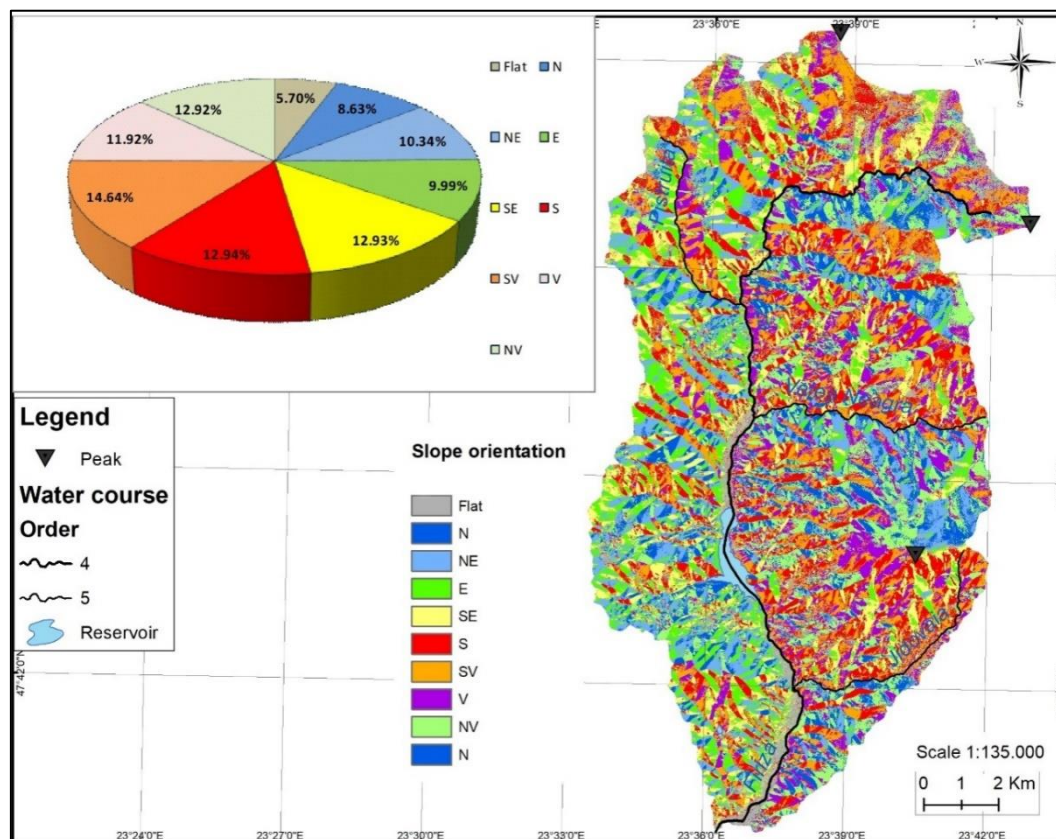 23°36'0"E 23°39'0"E
N
W
S
Flat N
NE E
SE S
SV V
NV
5.70%
8.63%
12.92%
11.92%
10.34%
9.99%
14.64%
12.94%
12.93%
Pistruia
Valea Neagra
Jidovaia
Firiza
Legend
Peak
Water course
Order
4
5
Reservoir
Slope orientation
Flat
N
NE
E
SE
S
SV
V
NV
N
47°42'0"N
Scale 1:135.000
0 1 2 Km
23°24'0"E 23°27'0"E 23°30'0"E 23°33'0"E 23°36'0"E 23°39'0"E 23°42'0"E